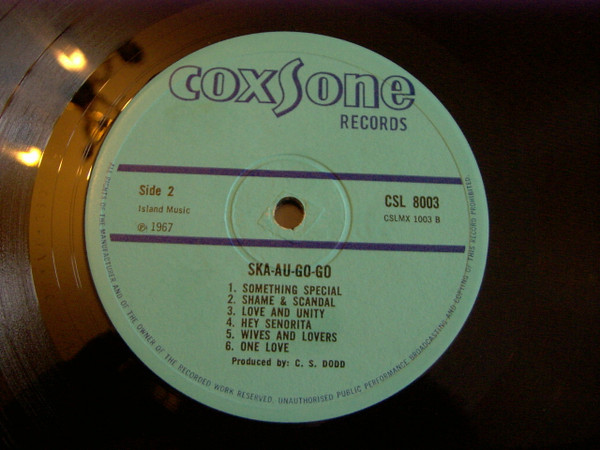 coxsone
RECORDS
Side 2
Island Music
℗ 1967
CSL 8003
CSLMX 1003 B
SKA-AU-GO-GO
1. SOMETHING SPECIAL
2. SHAME & SCANDAL
3. LOVE AND UNITY
4. HEY SENORITA
5. WIVES AND LOVERS
6. ONE LOVE
Produced by: C. S. DODD
ALL RIGHTS OF THE MANUFACTURER AND OF THE OWNER OF THE RECORDED WORK RESERVED. UNAUTHORISED PUBLIC PERFORMANCE, BROADCASTING AND COPYING OF THIS RECORD PROHIBITED